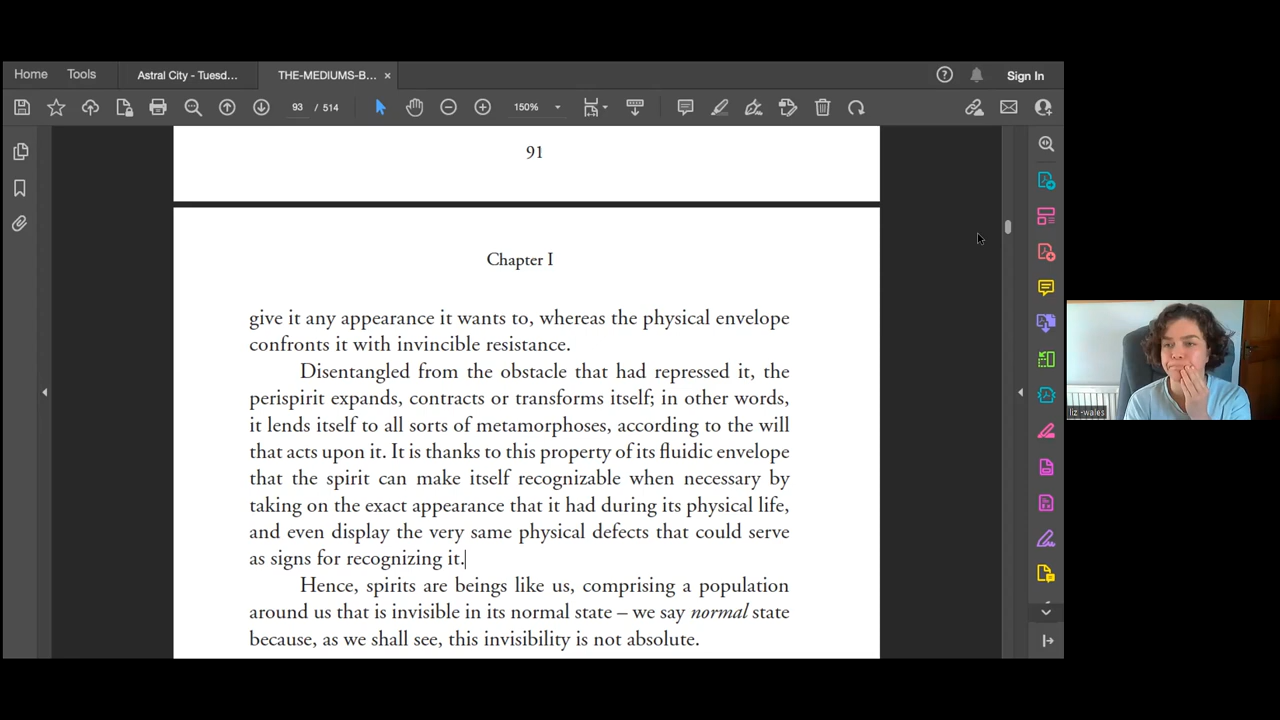 Home Tools Astral City - Tuesd... THE-MEDIUMS-B... × Sign In
93 / 514 150%
91
Chapter I
give it any appearance it wants to, whereas the physical envelope
confronts it with invincible resistance.
Disentangled from the obstacle that had repressed it, the
perispirit expands, contracts or transforms itself; in other words,
it lends itself to all sorts of metamorphoses, according to the will
that acts upon it. It is thanks to this property of its fluidic envelope
that the spirit can make itself recognizable when necessary by
taking on the exact appearance that it had during its physical life,
and even display the very same physical defects that could serve
as signs for recognizing it.
Hence, spirits are beings like us, comprising a population
around us that is invisible in its normal state – we say normal state
because, as we shall see, this invisibility is not absolute.
liz -wales